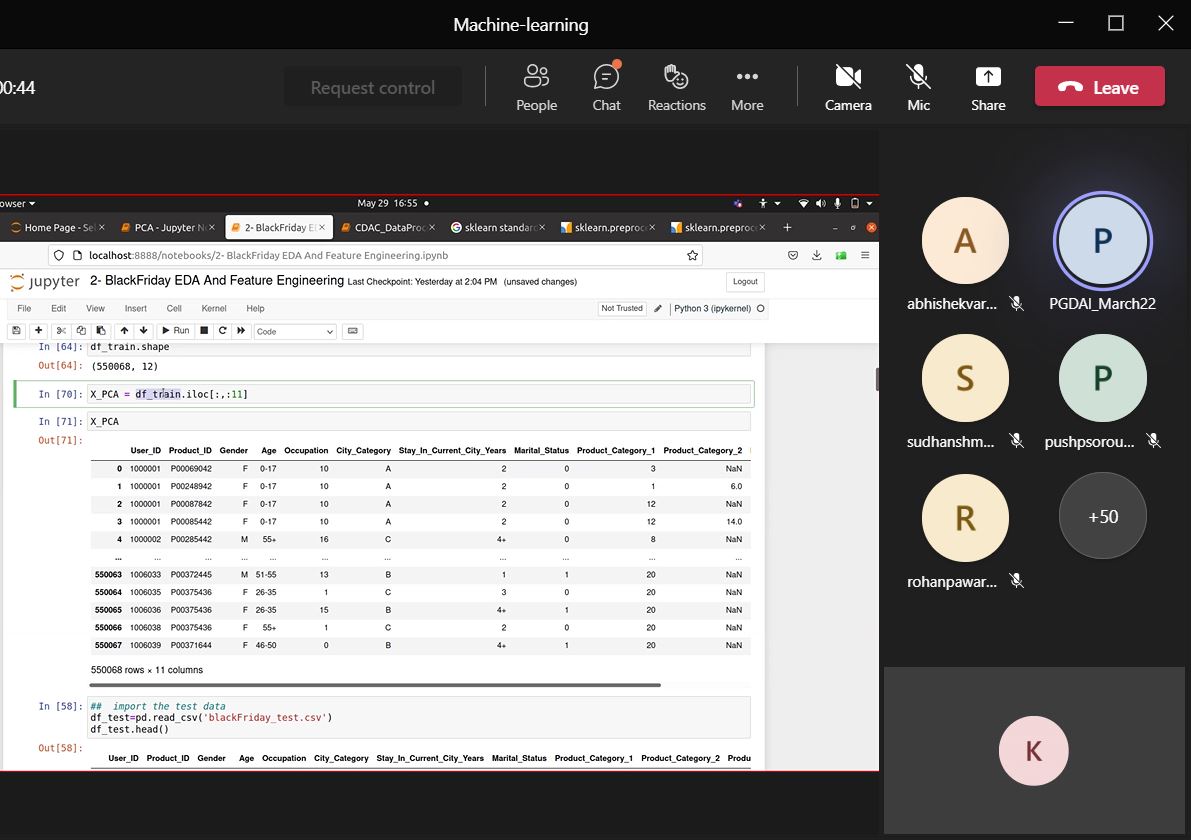 Machine-learning
00:44
Request control
People
Chat
Reactions
More
Camera
Mic
Share
Leave
owser
May 29 16:55
Home Page - Sel
PCA - Jupyter N
2- BlackFriday E
CDAC_DataProc
sklearn standar
sklearn.preproc
sklearn.preproc
localhost:8888/notebooks/2- BlackFriday EDA And Feature Engineering.ipynb
jupyter 2- BlackFriday EDA And Feature Engineering Last Checkpoint: Yesterday at 2:04 PM (unsaved changes)
Logout
File Edit View Insert Cell Kernel Help
Not Trusted
Python 3 (ipykernel)
Run
Code
In [64]: df_train.shape
Out[64]: (550068, 12)
In [70]: X_PCA = df_train.iloc[:,:11]
In [71]: X_PCA
Out[71]:
User_ID Product_ID Gender Age Occupation City_Category Stay_In_Current_City_Years Marital_Status Product_Category_1 Product_Category_2
0 1000001 P00069042 F 0-17 10 A 2 0 3 NaN
1 1000001 P00248942 F 0-17 10 A 2 0 1 6.0
2 1000001 P00087842 F 0-17 10 A 2 0 12 NaN
3 1000001 P00085442 F 0-17 10 A 2 0 12 14.0
4 1000002 P00285442 M 55+ 16 C 4+ 0 8 NaN
... ... ... ... ... ... ... ... ... ... ...
550063 1006033 P00372445 M 51-55 13 B 1 1 20 NaN
550064 1006035 P00375436 F 26-35 1 C 3 0 20 NaN
550065 1006036 P00375436 F 26-35 15 B 4+ 1 20 NaN
550066 1006038 P00375436 F 55+ 1 C 2 0 20 NaN
550067 1006039 P00371644 F 46-50 0 B 4+ 1 20 NaN
550068 rows × 11 columns
In [58]: ## import the test data
df_test=pd.read_csv('blackFriday_test.csv')
df_test.head()
Out[58]:
User_ID Product_ID Gender Age Occupation City_Category Stay_In_Current_City_Years Marital_Status Product_Category_1 Product_Category_2 Produ
A
abhishekvar...
P
PGDAI_March22
S
sudhanshm...
P
pushpsorou...
R
rohanpawar...
+50
K